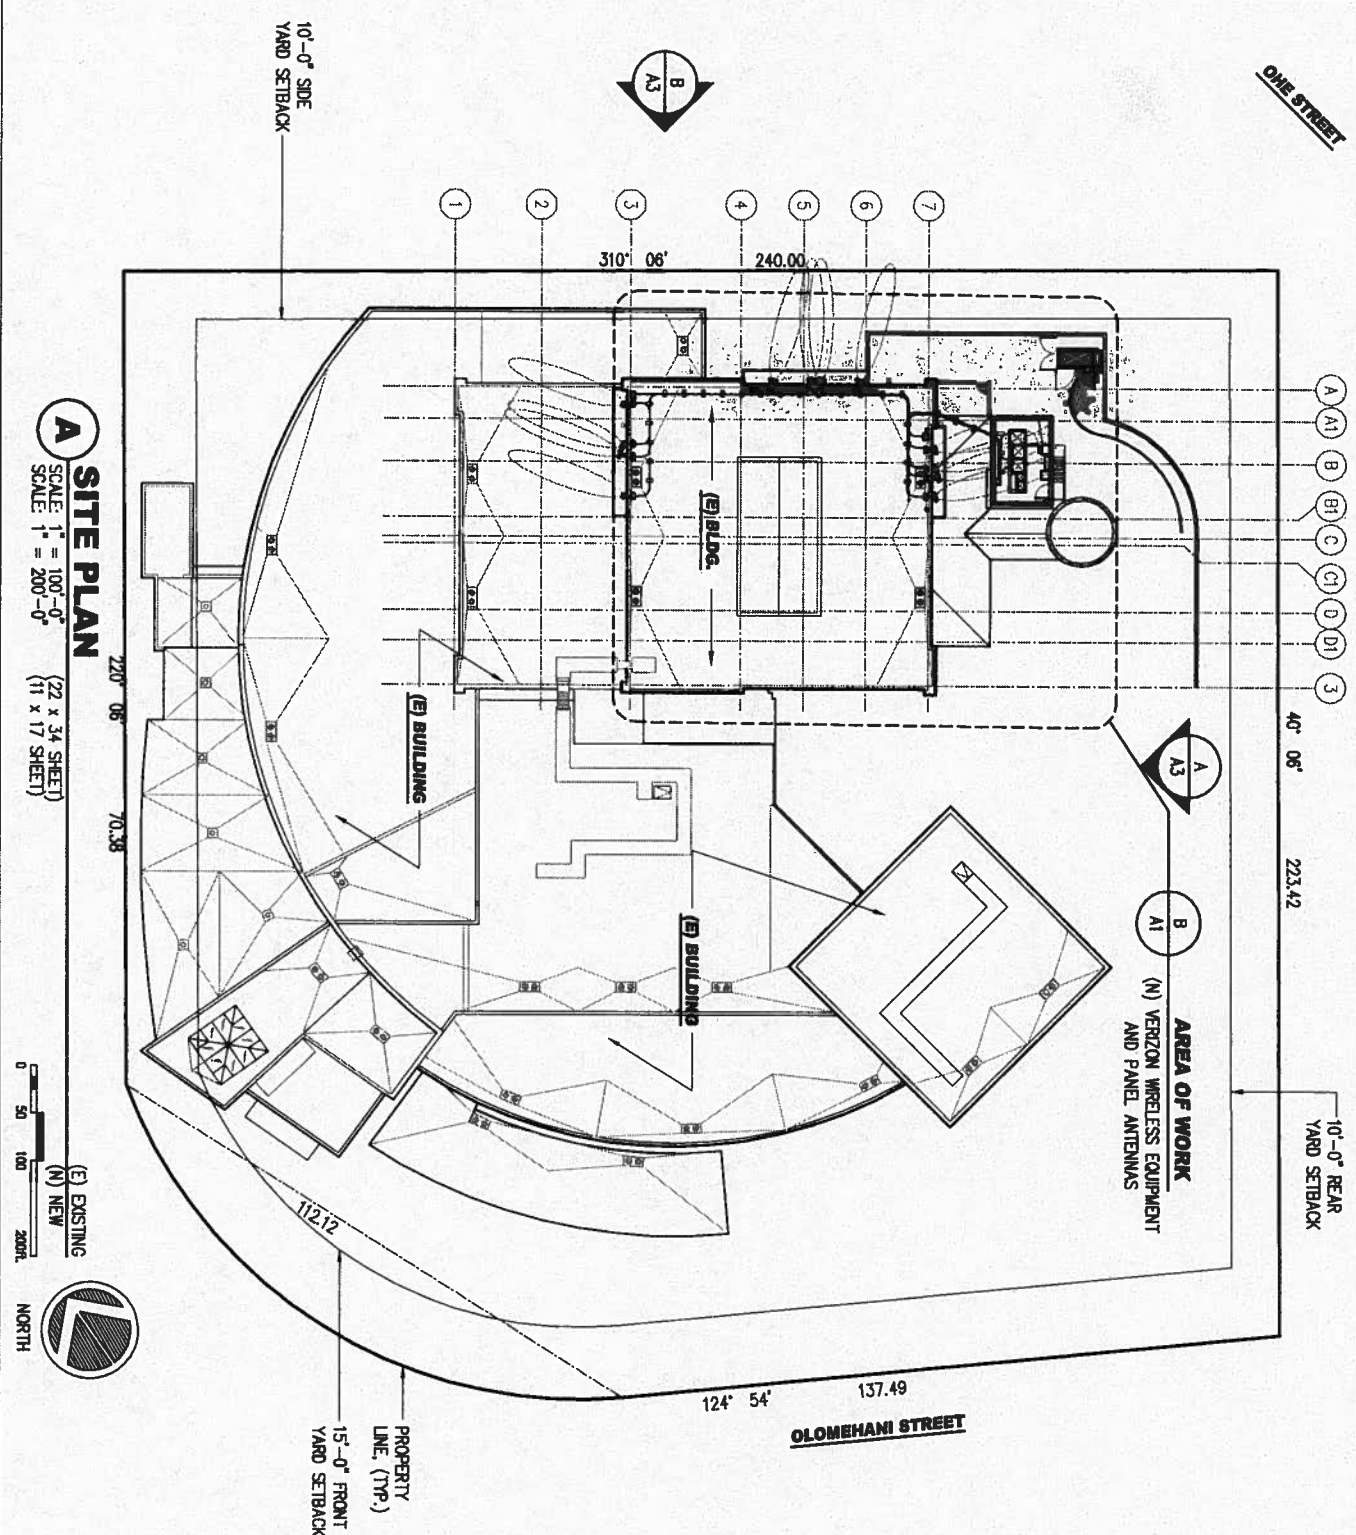 OHE STREET
10'-0" SIDE
YARD SETBACK
B
A3
1
2
3
4
5
6
7
310° 06'
240.00
A
A1
B
B1
C
C1
D
D1
3
(E) BLDG.
(E) BUILDING
(E) BUILDING
40° 06'
223.42
A
A3
B
A1
AREA OF WORK
(N) VERIZON WIRELESS EQUIPMENT
AND PANEL ANTENNAS
10'-0" REAR
YARD SETBACK
220° 06'
70.38
112.12
124° 54'
137.49
OLOMEHANI STREET
PROPERTY
LINE, (TYP.)
15'-0" FRONT
YARD SETBACK
A
SITE PLAN
SCALE: 1" = 100'-0" (22 x 34 SHEET)
SCALE: 1" = 200'-0" (11 x 17 SHEET)
(E) EXISTING
(N) NEW
0 50 100 200ft.
NORTH